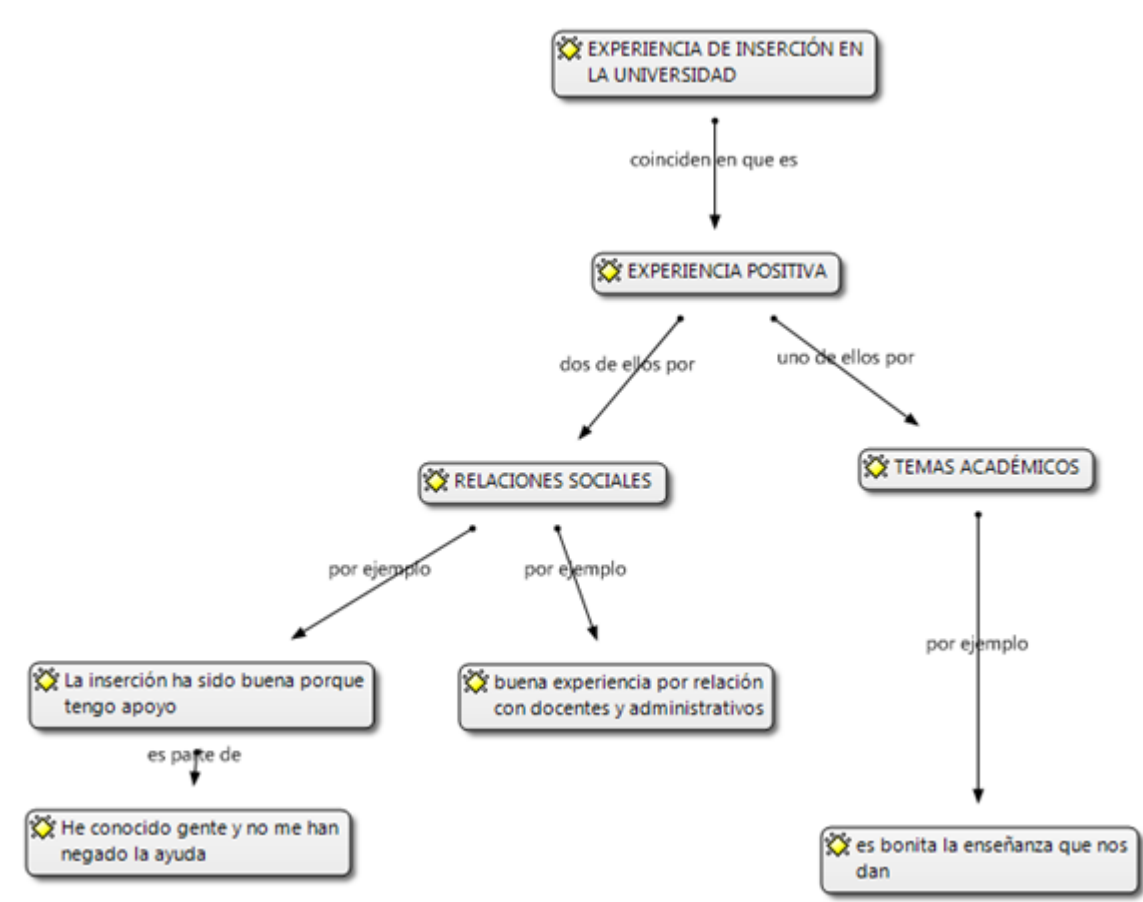 EXPERIENCIA DE INSERCIÓN EN
LA UNIVERSIDAD
coinciden en que es
EXPERIENCIA POSITIVA
dos de ellos por
uno de ellos por
RELACIONES SOCIALES
TEMAS ACADÉMICOS
por ejemplo
por ejemplo
por ejemplo
La inserción ha sido buena porque
tengo apoyo
buena experiencia por relación
con docentes y administrativos
es parte de
He conocido gente y no me han
negado la ayuda
es bonita la enseñanza que nos
dan